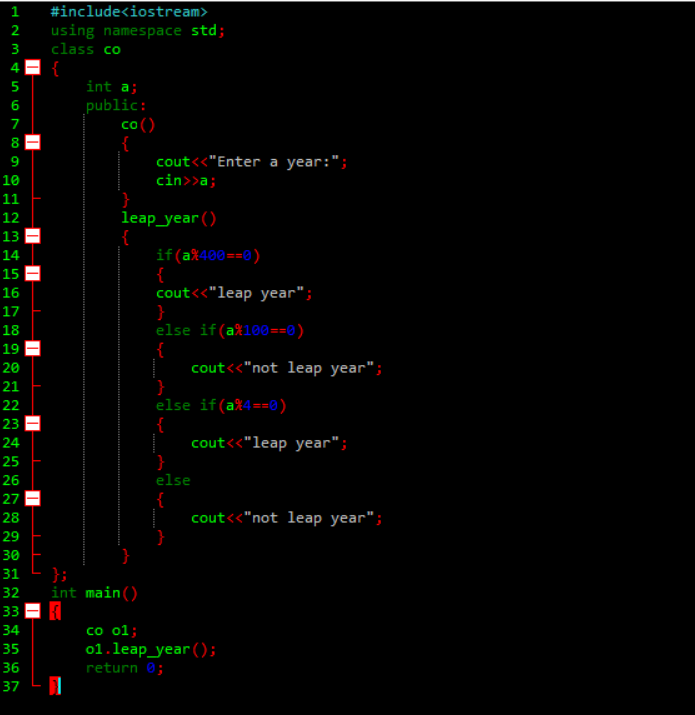 1 #include<iostream>
2 using namespace std;
3 class co
4 {
5 int a;
6 public:
7 co()
8 {
9 cout<<"Enter a year:";
10 cin>>a;
11 }
12 leap_year()
13 {
14 if(a%400==0)
15 {
16 cout<<"leap year";
17 }
18 else if(a%100==0)
19 {
20 cout<<"not leap year";
21 }
22 else if(a%4==0)
23 {
24 cout<<"leap year";
25 }
26 else
27 {
28 cout<<"not leap year";
29 }
30 }
31 };
32 int main()
33 {
34 co o1;
35 o1.leap_year();
36 return 0;
37 }